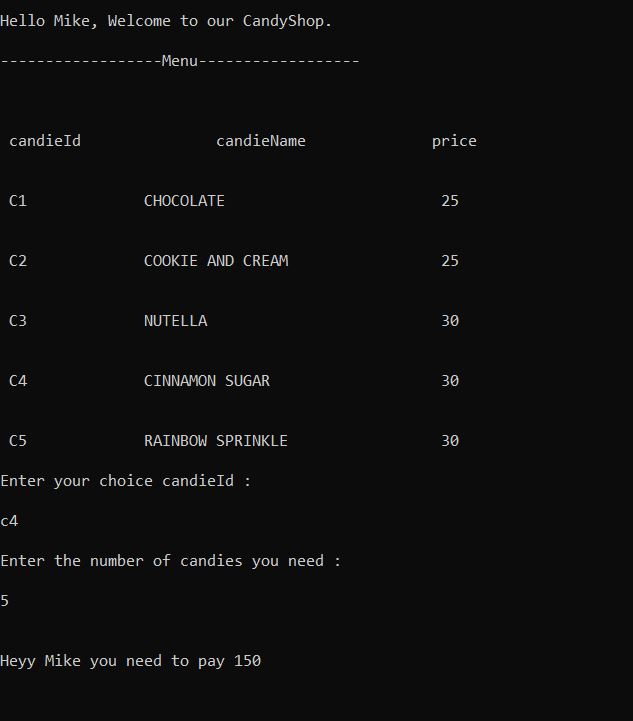 Hello Mike, Welcome to our CandyShop.
------------------Menu------------------
candieId candieName price
C1 CHOCOLATE 25
C2 COOKIE AND CREAM 25
C3 NUTELLA 30
C4 CINNAMON SUGAR 30
C5 RAINBOW SPRINKLE 30
Enter your choice candieId :
c4
Enter the number of candies you need :
5
Heyy Mike you need to pay 150